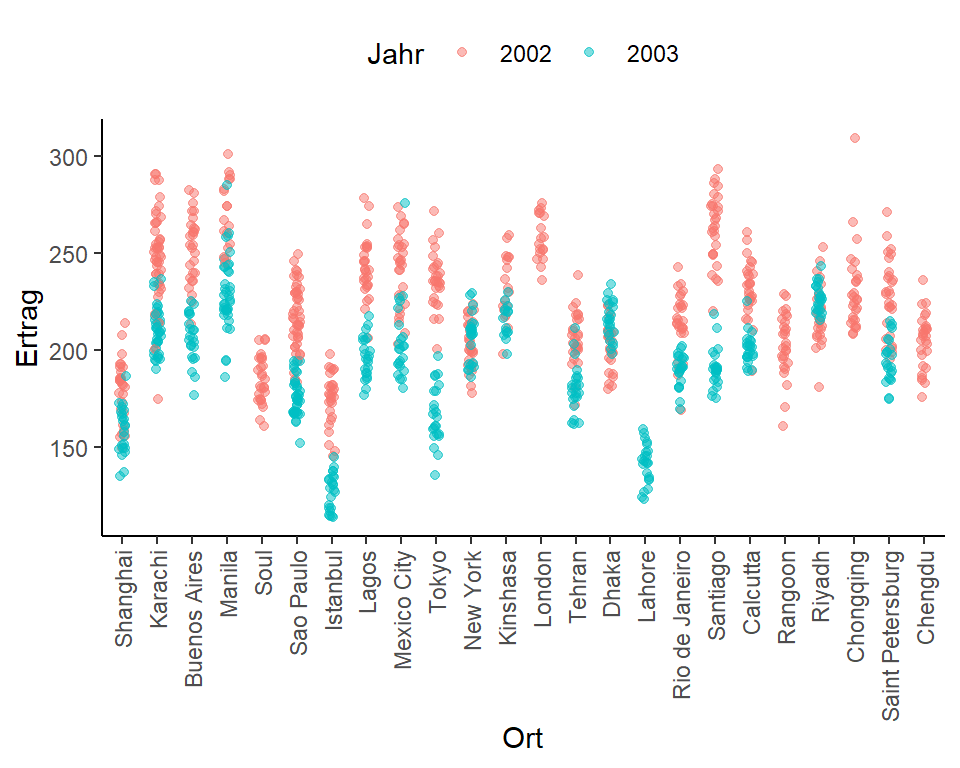 Jahr 2002 2003
Ertrag
300
250
200
150
Shanghai
Karachi
Buenos Aires
Manila
Soul
Sao Paulo
Istanbul
Lagos
Mexico City
Tokyo
New York
Kinshasa
London
Tehran
Dhaka
Lahore
Rio de Janeiro
Santiago
Calcutta
Rangoon
Riyadh
Chongqing
Saint Petersburg
Chengdu
Ort